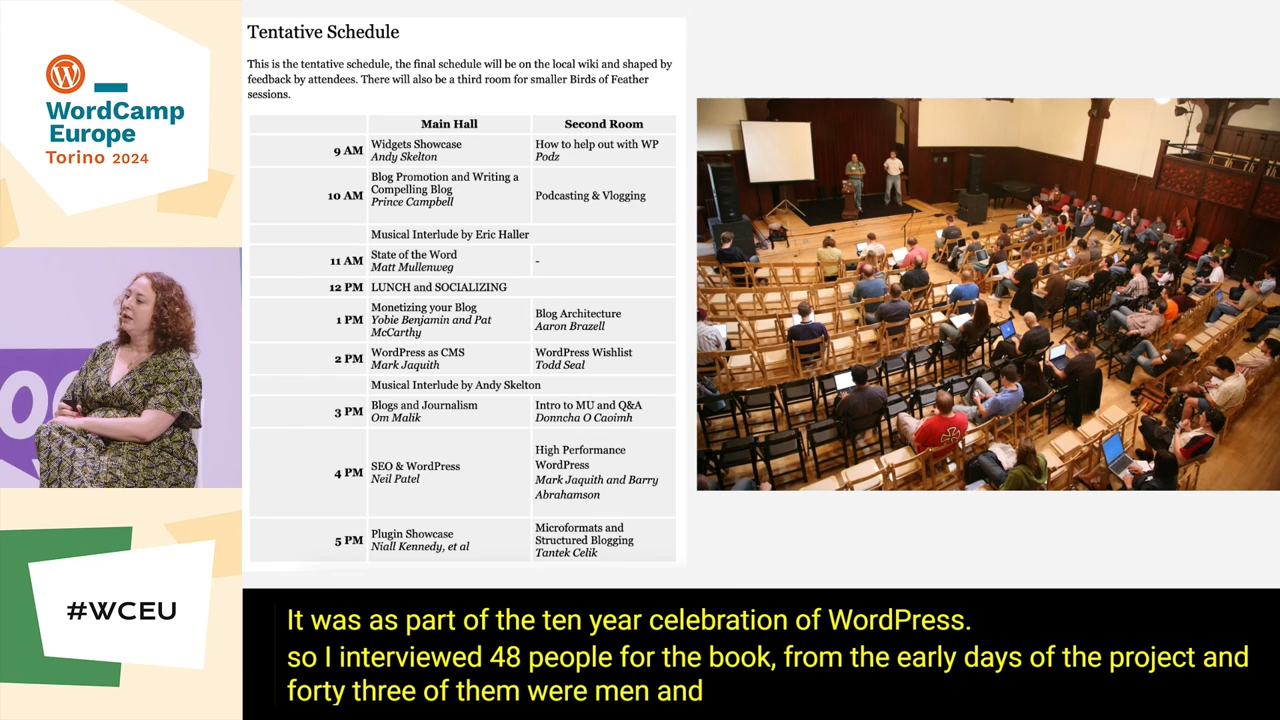 WordCamp
Europe
Torino 2024
#WCEU
Tentative Schedule
This is the tentative schedule, the final schedule will be on the local wiki and shaped by
feedback by attendees. There will also be a third room for smaller Birds of Feather
sessions.
Main Hall
Second Room
9 AM
Widgets Showcase
Andy Skelton
How to help out with WP
Podz
10 AM
Blog Promotion and Writing a
Compelling Blog
Prince Campbell
Podcasting & Vlogging
Musical Interlude by Eric Haller
11 AM
State of the Word
Matt Mullenweg
-
12 PM
LUNCH and SOCIALIZING
1 PM
Monetizing your Blog
Yobie Benjamin and Pat
McCarthy
Blog Architecture
Aaron Brazell
2 PM
WordPress as CMS
Mark Jaquith
WordPress Wishlist
Todd Seal
Musical Interlude by Andy Skelton
3 PM
Blogs and Journalism
Om Malik
Intro to MU and Q&A
Donncha O Caoimh
4 PM
SEO & WordPress
Neil Patel
High Performance
WordPress
Mark Jaquith and Barry
Abrahamson
5 PM
Plugin Showcase
Niall Kennedy, et al
Microformats and
Structured Blogging
Tantek Celik
It was as part of the ten year celebration of WordPress.
so I interviewed 48 people for the book, from the early days of the project and
forty three of them were men and